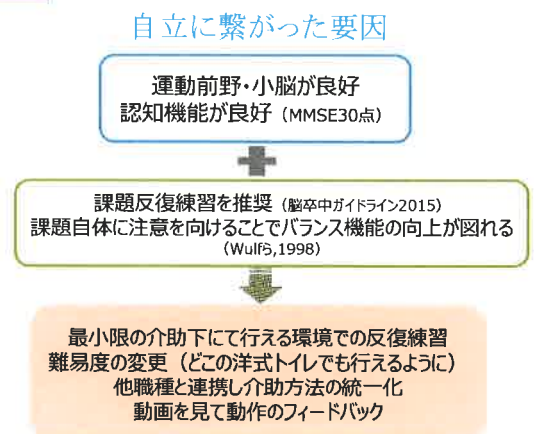 自立に繋がった要因
運動前野・小脳が良好
認知機能が良好（MMSE30点）
課題反復練習を推奨（脳卒中ガイドライン2015）
課題自体に注意を向けることでバランス機能の向上が図れる
(Wulfら,1998)
最小限の介助下にて行える環境での反復練習
難易度の変更（どこの洋式トイレでも行えるように）
他職種と連携し介助方法の統一化
動画を見て動作のフィードバック